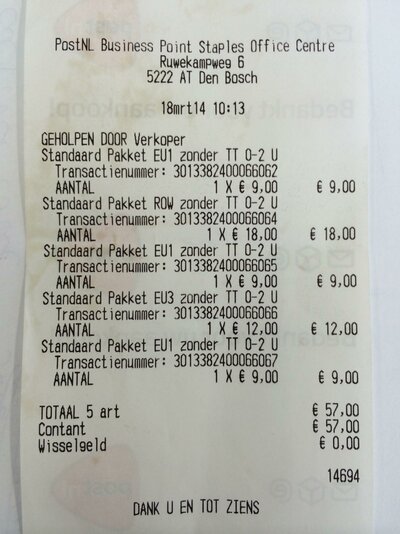 PostNL Business Point Staples Office Centre
Ruwekampweg 6
5222 AT Den Bosch
18mrt14 10:13
GEHOLPEN DOOR Verkoper
Standaard Pakket EU1 zonder TT 0-2 U
Transactienummer: 3013382400066062
AANTAL 1 X € 9,00 € 9,00
Standaard Pakket ROW zonder TT 0-2 U
Transactienummer: 3013382400066064
AANTAL 1 X € 18,00 € 18,00
Standaard Pakket EU1 zonder TT 0-2 U
Transactienummer: 3013382400066065
AANTAL 1 X € 9,00 € 9,00
Standaard Pakket EU3 zonder TT 0-2 U
Transactienummer: 3013382400066066
AANTAL 1 X € 12,00 € 12,00
Standaard Pakket EU1 zonder TT 0-2 U
Transactienummer: 3013382400066067
AANTAL 1 X € 9,00 € 9,00
TOTAAL 5 art € 57,00
Contant € 57,00
Wisselgeld € 0,00
14694
DANK U EN TOT ZIENS